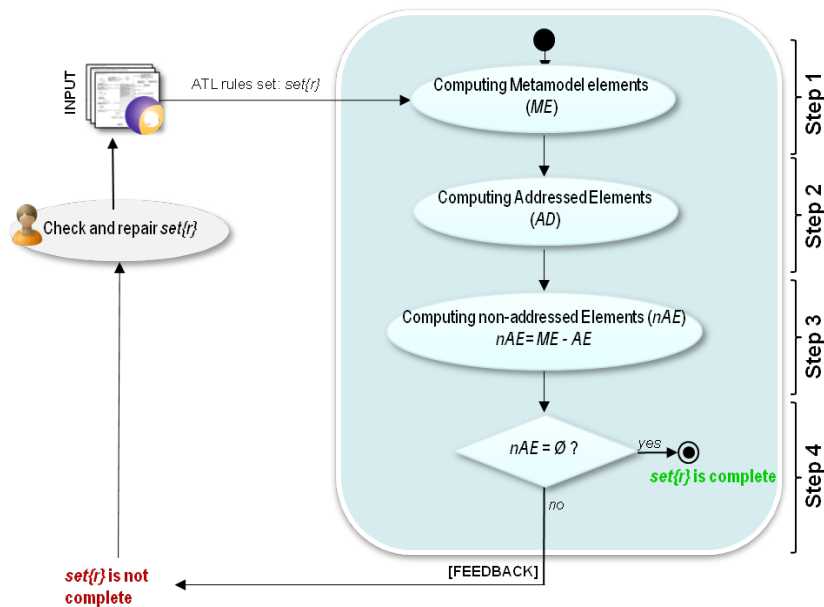 INPUT
ATL rules set: set{r}
Computing Metamodel elements
(ME)
Step 1
Computing Addressed Elements
(AD)
Step 2
Check and repair set{r}
Computing non-addressed Elements (nAE)
nAE= ME - AE
Step 3
nAE = Ø ?
yes
set{r} is complete
no
Step 4
[FEEDBACK]
set{r} is not
complete